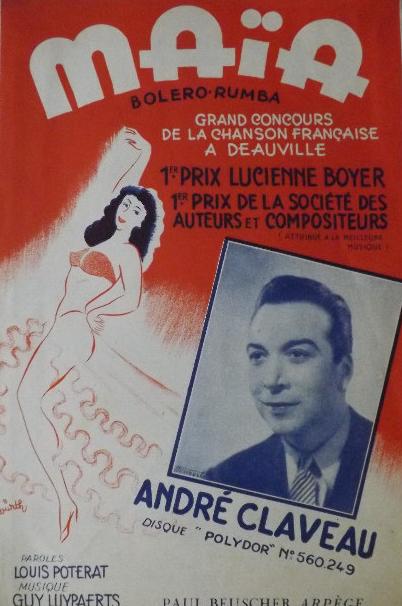 MAÏA
BOLERO-RUMBA
GRAND CONCOURS
DE LA CHANSON FRANÇAISE
A DEAUVILLE
1ER PRIX LUCIENNE BOYER
1ER PRIX DE LA SOCIÉTÉ DES
AUTEURS ET COMPOSITEURS
( ATTRIBUÉ A LA MEILLEURE
MUSIQUE )
ANDRÉ CLAVEAU
DISQUE "POLYDOR" No 560.249
PAROLES
LOUIS POTERAT
MUSIQUE
GUY LUYPAERTS
PAUL BEUSCHER ARPÈGE